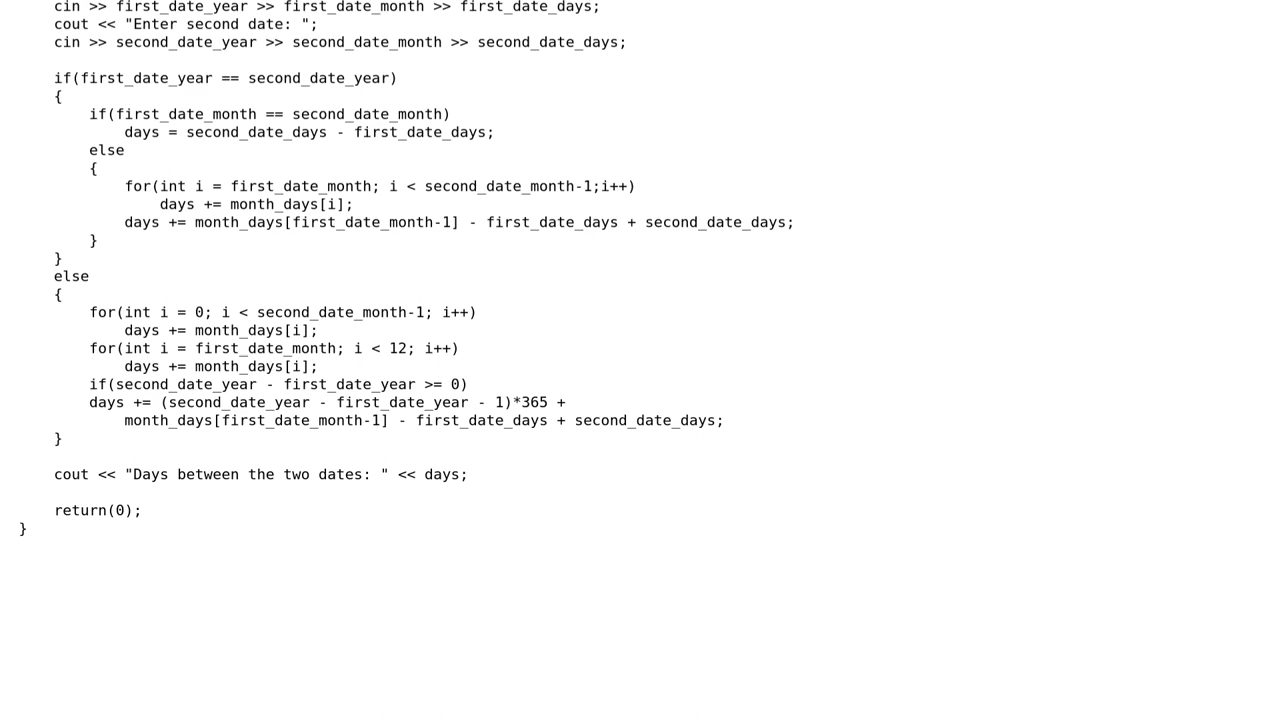 cin >> first_date_year >> first_date_month >> first_date_days;
    cout << "Enter second date: ";
    cin >> second_date_year >> second_date_month >> second_date_days;

    if(first_date_year == second_date_year)
    {
        if(first_date_month == second_date_month)
            days = second_date_days - first_date_days;
        else
        {
            for(int i = first_date_month; i < second_date_month-1;i++)
                days += month_days[i];
            days += month_days[first_date_month-1] - first_date_days + second_date_days;
        }
    }
    else
    {
        for(int i = 0; i < second_date_month-1; i++)
            days += month_days[i];
        for(int i = first_date_month; i < 12; i++)
            days += month_days[i];
        if(second_date_year - first_date_year >= 0)
        days += (second_date_year - first_date_year - 1)*365 +
            month_days[first_date_month-1] - first_date_days + second_date_days;
    }

    cout << "Days between the two dates: " << days;

    return(0);
}